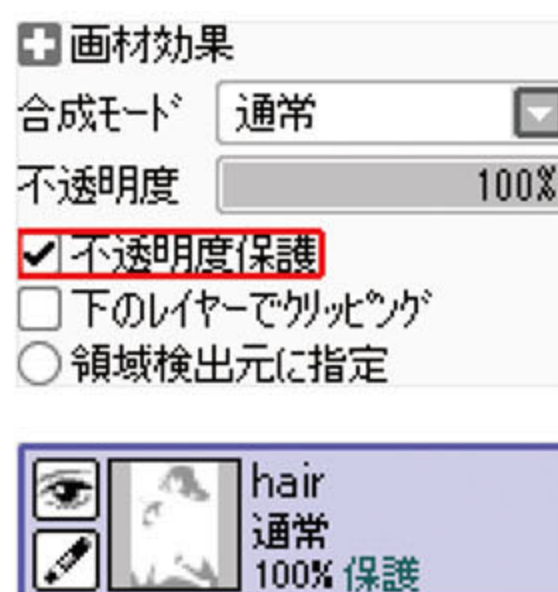 画材効果
合成モード 通常
不透明度 100%
不透明度保護
下のレイヤーでクリッピング
領域検出元に指定
hair
通常
100% 保護